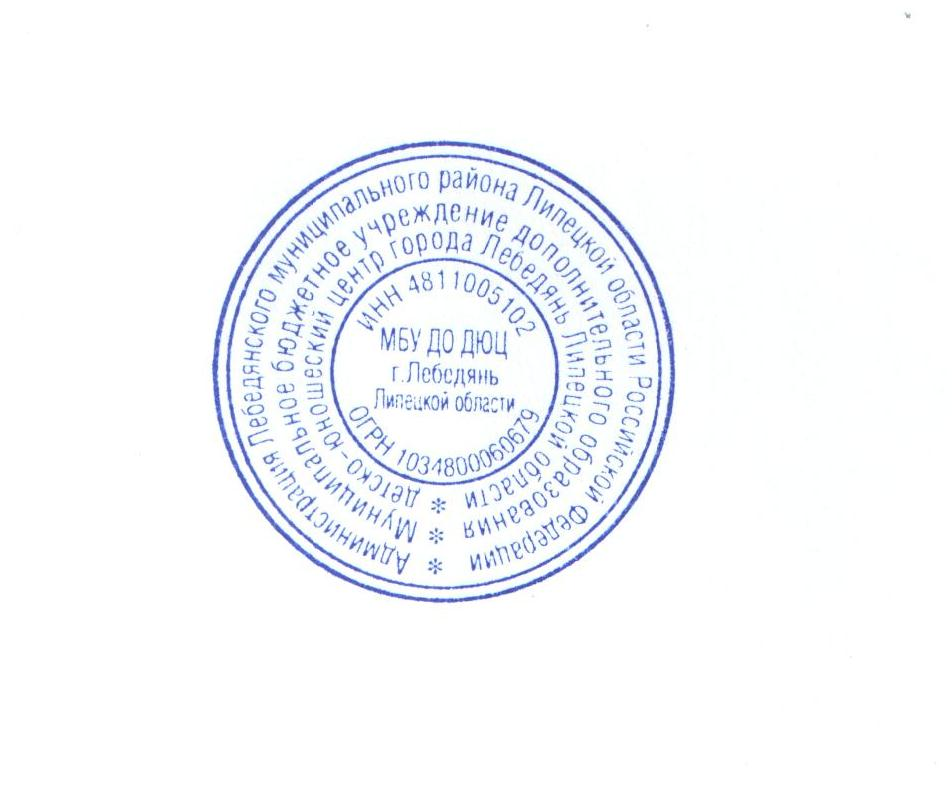 Администрация Лебедянского муниципального района Липецкой области Российской Федерации *
Муниципальное бюджетное учреждение дополнительного образования *
детско-юношеский центр города Лебедянь Липецкой области *
ИНН 4811005102
МБУ ДО ДЮЦ
г.Лебедянь
Липецкой области
ОГРН 1034800060679